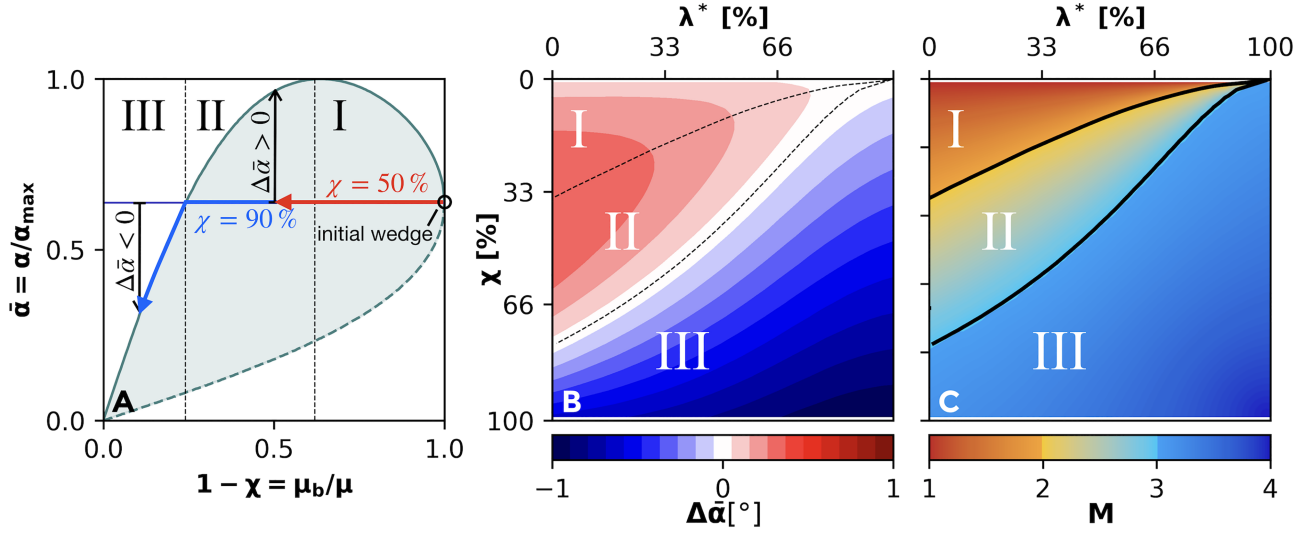 1.0
0.5
0.0
ᾱ = α/α_max
III
II
I
Δᾱ > 0
Δᾱ < 0
χ = 50 %
χ = 90 %
initial wedge
A
0.0
0.5
1.0
1 − χ = μ_b/μ
λ* [%]
0
33
66
0
33
66
100
χ [%]
I
II
III
B
−1
0
1
Δᾱ[°]
λ* [%]
0
33
66
100
I
II
III
C
1
2
3
4
M